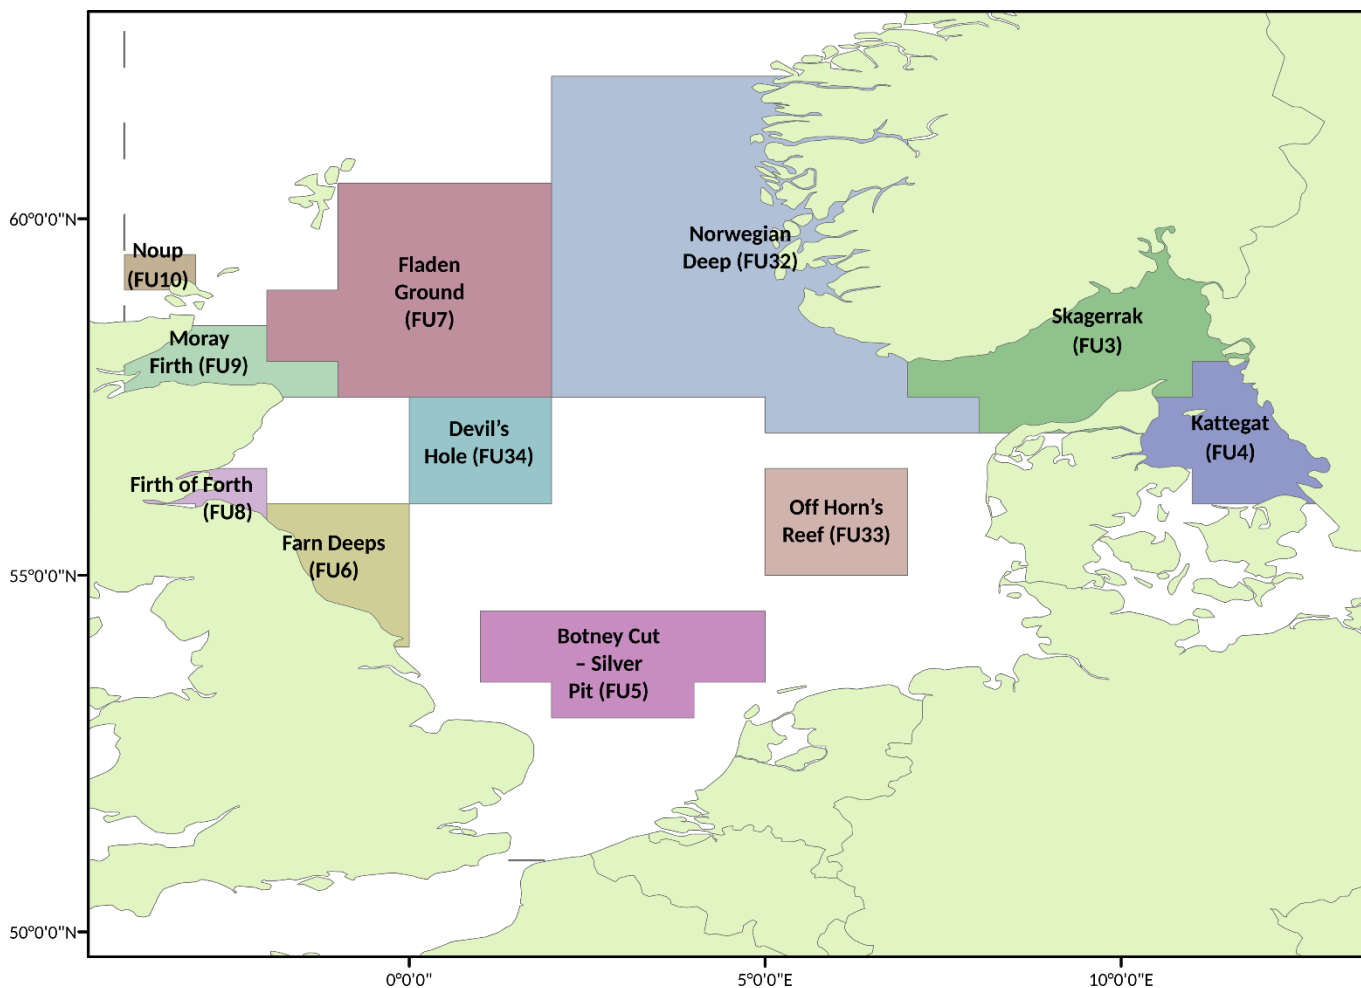 60°0'0"N
55°0'0"N
50°0'0"N
Noup
(FU10)
Moray
Firth (FU9)
Fladen
Ground
(FU7)
Norwegian
Deep (FU32)
Skagerrak
(FU3)
Kattegat
(FU4)
Devil's
Hole (FU34)
Firth of Forth
(FU8)
Farn Deeps
(FU6)
Off Horn's
Reef (FU33)
Botney Cut
– Silver
Pit (FU5)
0°0'0"
5°0'0"E
10°0'0"E